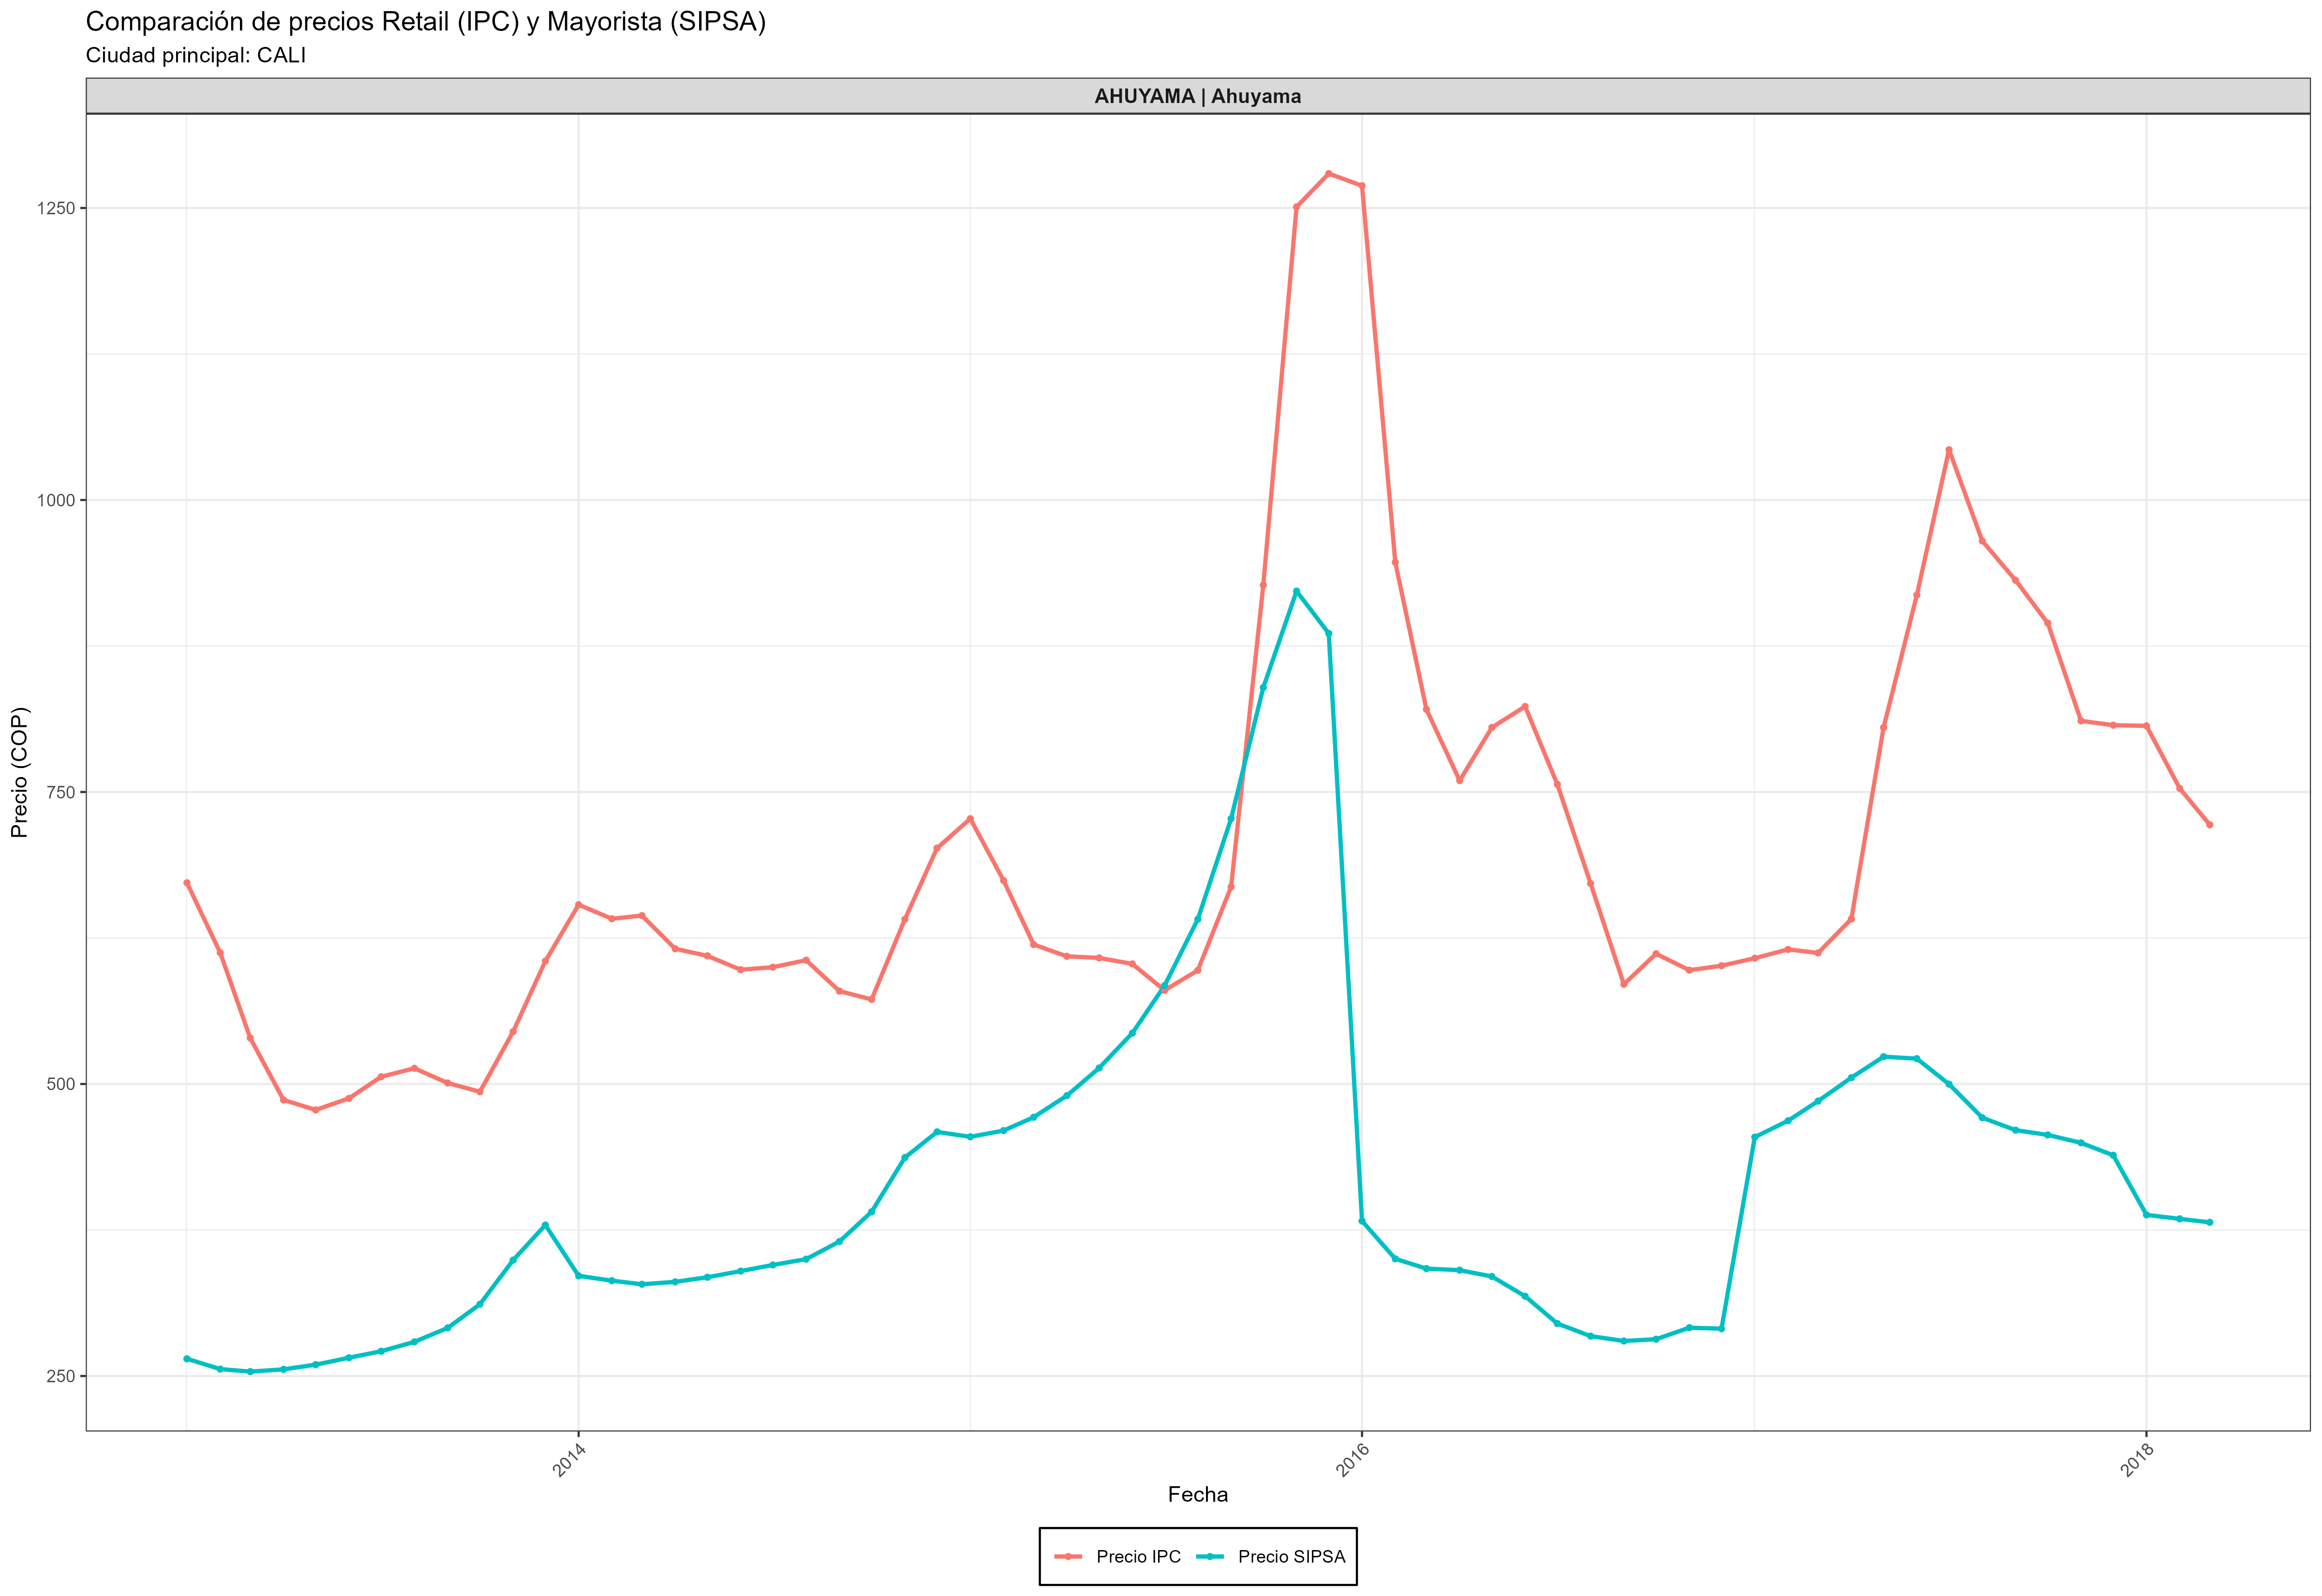 Comparación de precios Retail (IPC) y Mayorista (SIPSA)
Ciudad principal: CALI
AHUYAMA | Ahuyama
Precio (COP)
1250
1000
750
500
250
2014
2016
2018
Fecha
Precio IPC
Precio SIPSA